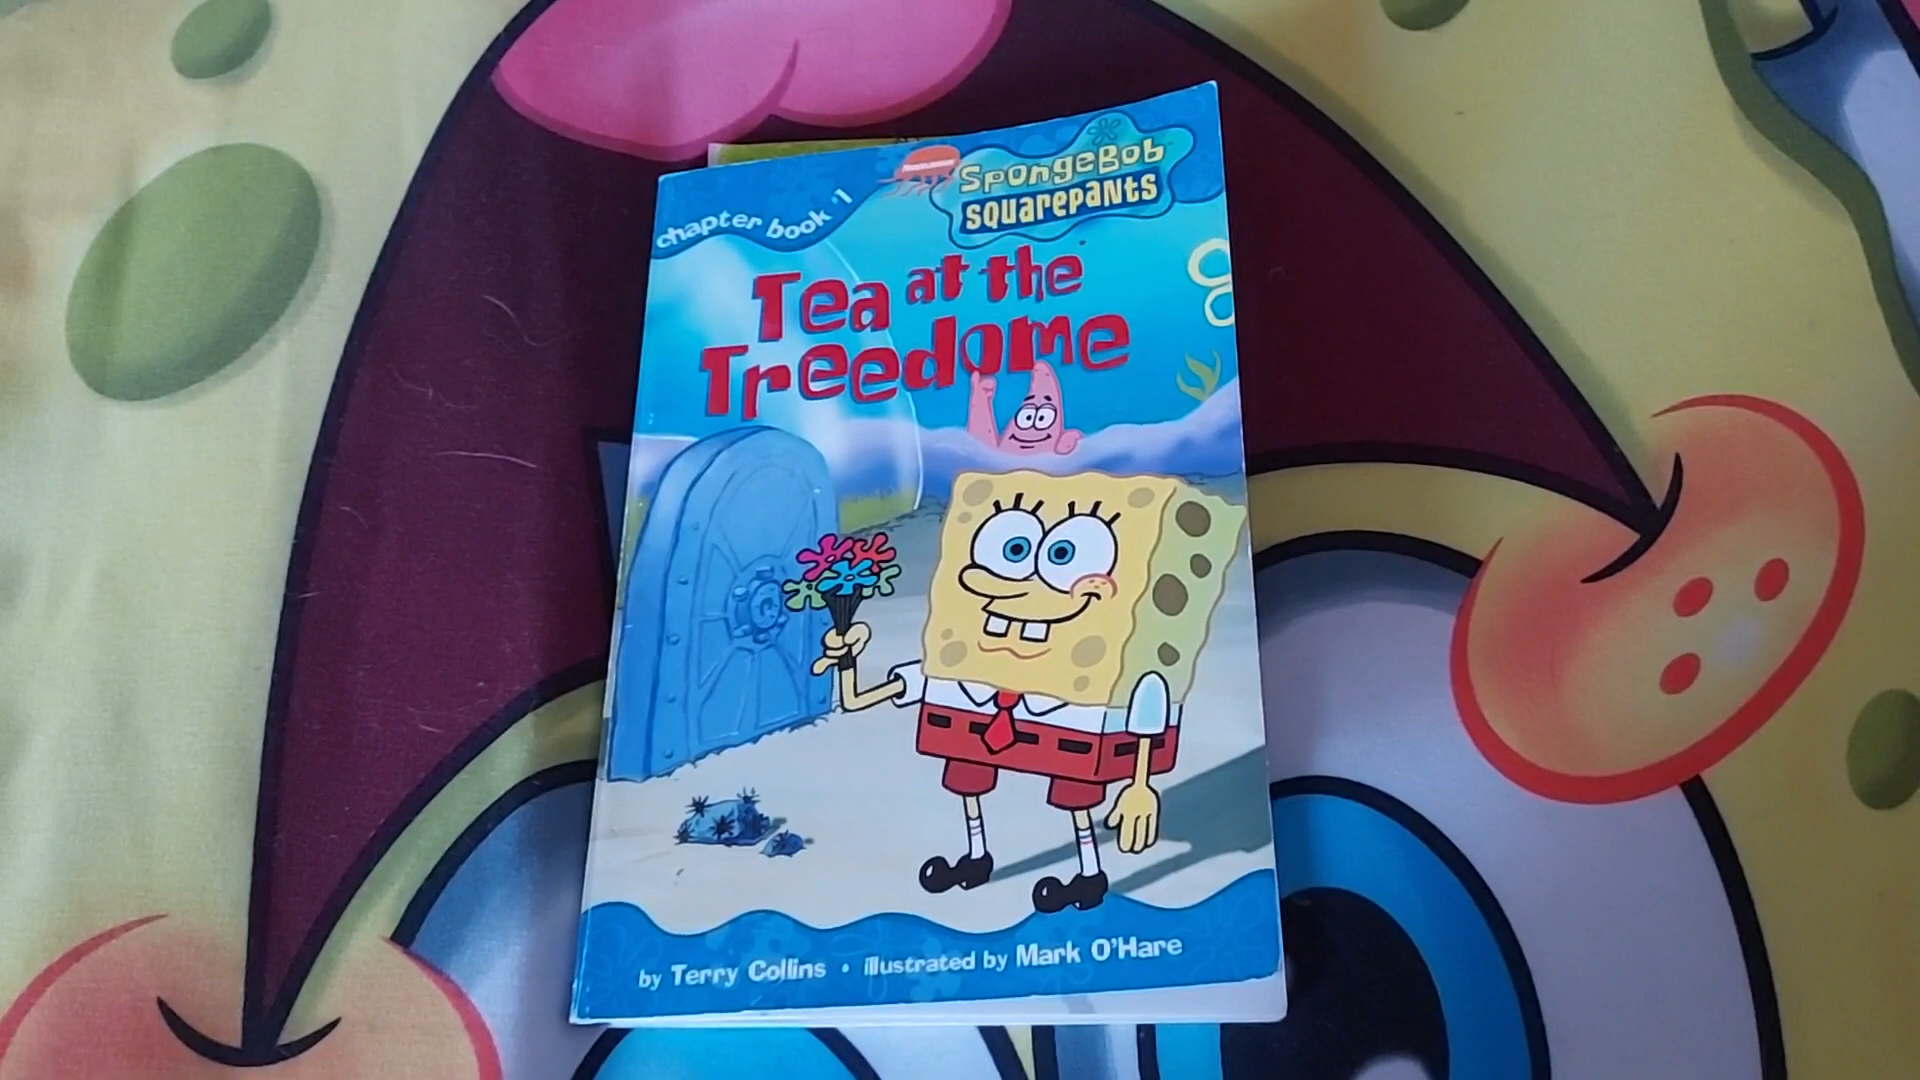 chapter book #1
NICKELODEON
SpongeBob
SQUAREPANTS
Tea at the
Treedome
by Terry Collins • illustrated by Mark O'Hare